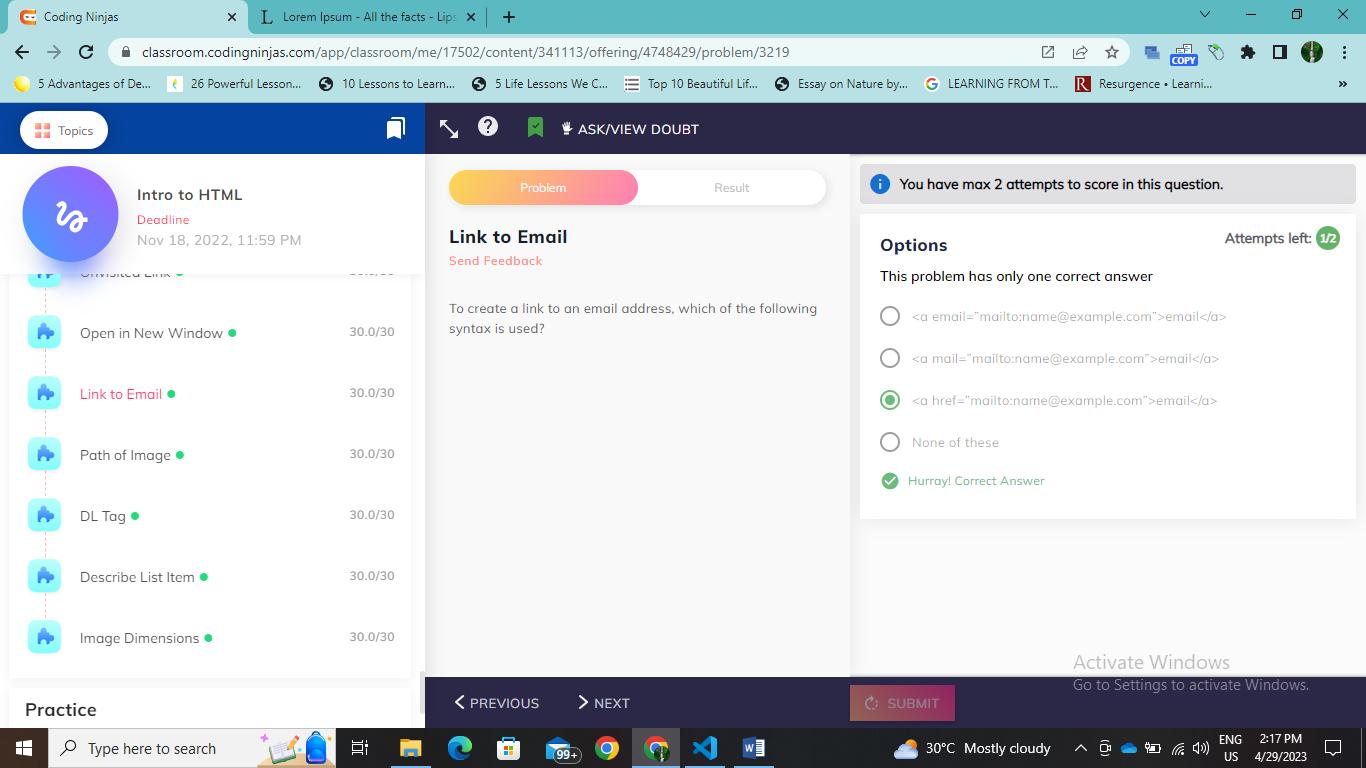 Coding Ninjas
Lorem Ipsum - All the facts - Lips
classroom.codingninjas.com/app/classroom/me/17502/content/341113/offering/4748429/problem/3219
COPY
5 Advantages of De...
26 Powerful Lesson...
10 Lessons to Learn...
5 Life Lessons We C...
Top 10 Beautiful Lif...
Essay on Nature by...
LEARNING FROM T...
Resurgence • Learni...
Topics
ASK/VIEW DOUBT
Intro to HTML
Deadline
Nov 18, 2022, 11:59 PM
Unvisited Link 30.0/30
Open in New Window 30.0/30
Link to Email 30.0/30
Path of Image 30.0/30
DL Tag 30.0/30
Describe List Item 30.0/30
Image Dimensions 30.0/30
Practice
Problem
Result
Link to Email
Send Feedback
To create a link to an email address, which of the following
syntax is used?
You have max 2 attempts to score in this question.
Options
Attempts left: 1/2
This problem has only one correct answer
<a email="mailto:name@example.com">email</a>
<a mail="mailto:name@example.com">email</a>
<a href="mailto:name@example.com">email</a>
None of these
Hurray! Correct Answer
Activate Windows
Go to Settings to activate Windows.
PREVIOUS
NEXT
SUBMIT
Type here to search
99+
30°C Mostly cloudy
ENG
US
2:17 PM
4/29/2023